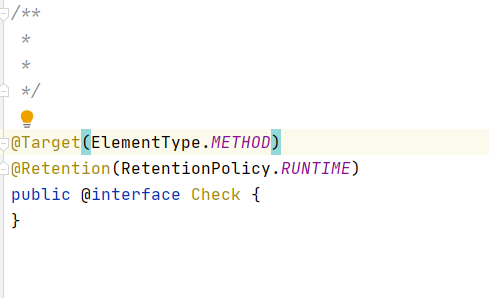 /**
 *
 *
 */
@Target(ElementType.METHOD)
@Retention(RetentionPolicy.RUNTIME)
public @interface Check {
}